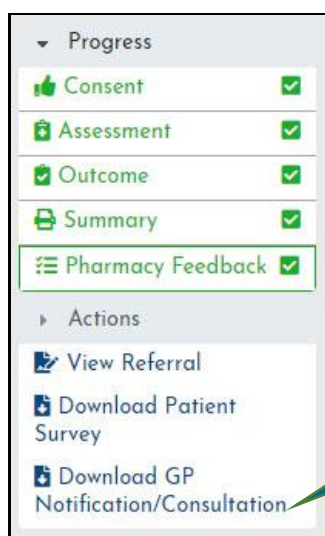 Progress
Consent
Assessment
Outcome
Summary
Pharmacy Feedback
Actions
View Referral
Download Patient
Survey
Download GP
Notification/Consultation